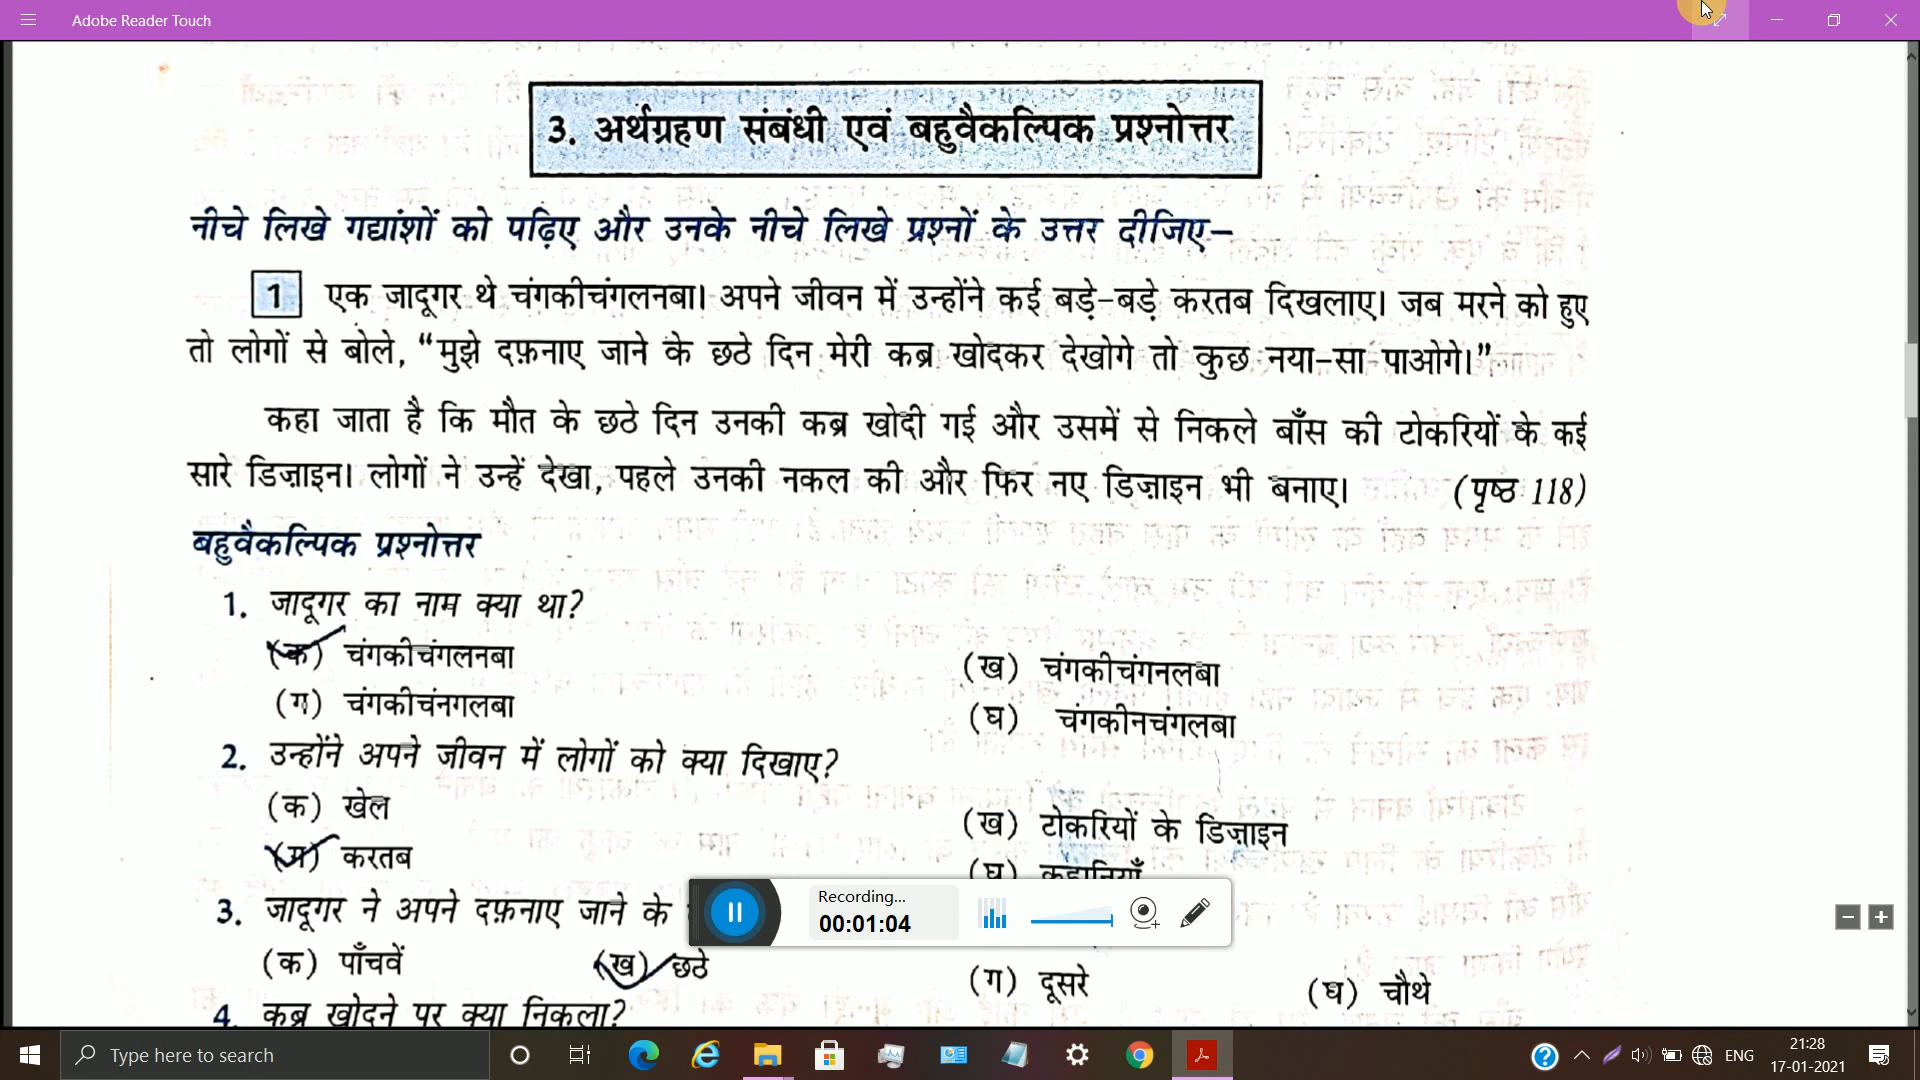 Adobe Reader Touch
3. अर्थग्रहण संबंधी एवं बहुवैकल्पिक प्रश्नोत्तर
नीचे लिखे गद्यांशों को पढ़िए और उनके नीचे लिखे प्रश्नों के उत्तर दीजिए–
1 एक जादूगर थे चंगकीचंगलनबा। अपने जीवन में उन्होंने कई बड़े-बड़े करतब दिखलाए। जब मरने को हुए
तो लोगों से बोले, “मुझे दफ़नाए जाने के छठे दिन मेरी कब्र खोदकर देखोगे तो कुछ नया-सा पाओगे।”
कहा जाता है कि मौत के छठे दिन उनकी कब्र खोदी गई और उसमें से निकले बाँस की टोकरियों के कई
सारे डिज़ाइन। लोगों ने उन्हें देखा, पहले उनकी नकल की और फिर नए डिज़ाइन भी बनाए। (पृष्ठ 118)
बहुवैकल्पिक प्रश्नोत्तर
1. जादूगर का नाम क्या था?
(क) चंगकीचंगलनबा (ख) चंगकीचंगनलबा
(ग) चंगकीचंनगलबा (घ) चंगकीनचंगलबा
2. उन्होंने अपने जीवन में लोगों को क्या दिखाए?
(क) खेल (ख) टोकरियों के डिज़ाइन
(ग) करतब (घ) कहानियाँ
3. जादूगर ने अपने दफ़नाए जाने के
(क) पाँचवें (ख) छठे (ग) दूसरे (घ) चौथे
4. कब्र खोदने पर क्या निकला?
Recording...
00:01:04
Type here to search
ENG
21:28
17-01-2021